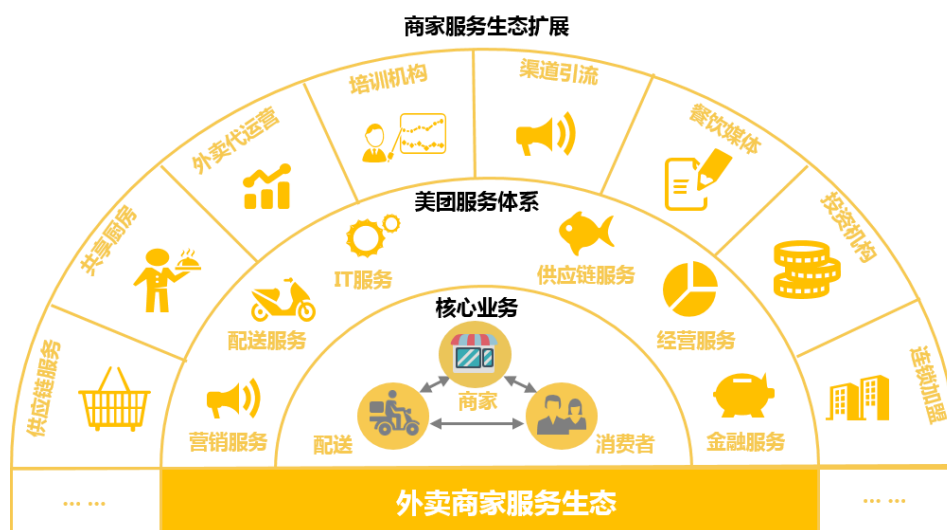 商家服务生态扩展
供应链服务
共享厨房
外卖代运营
培训机构
渠道引流
餐饮媒体
投资机构
连锁加盟
美团服务体系
营销服务
配送服务
IT服务
供应链服务
经营服务
金融服务
核心业务
商家
配送
消费者
... ...
外卖商家服务生态
... ...